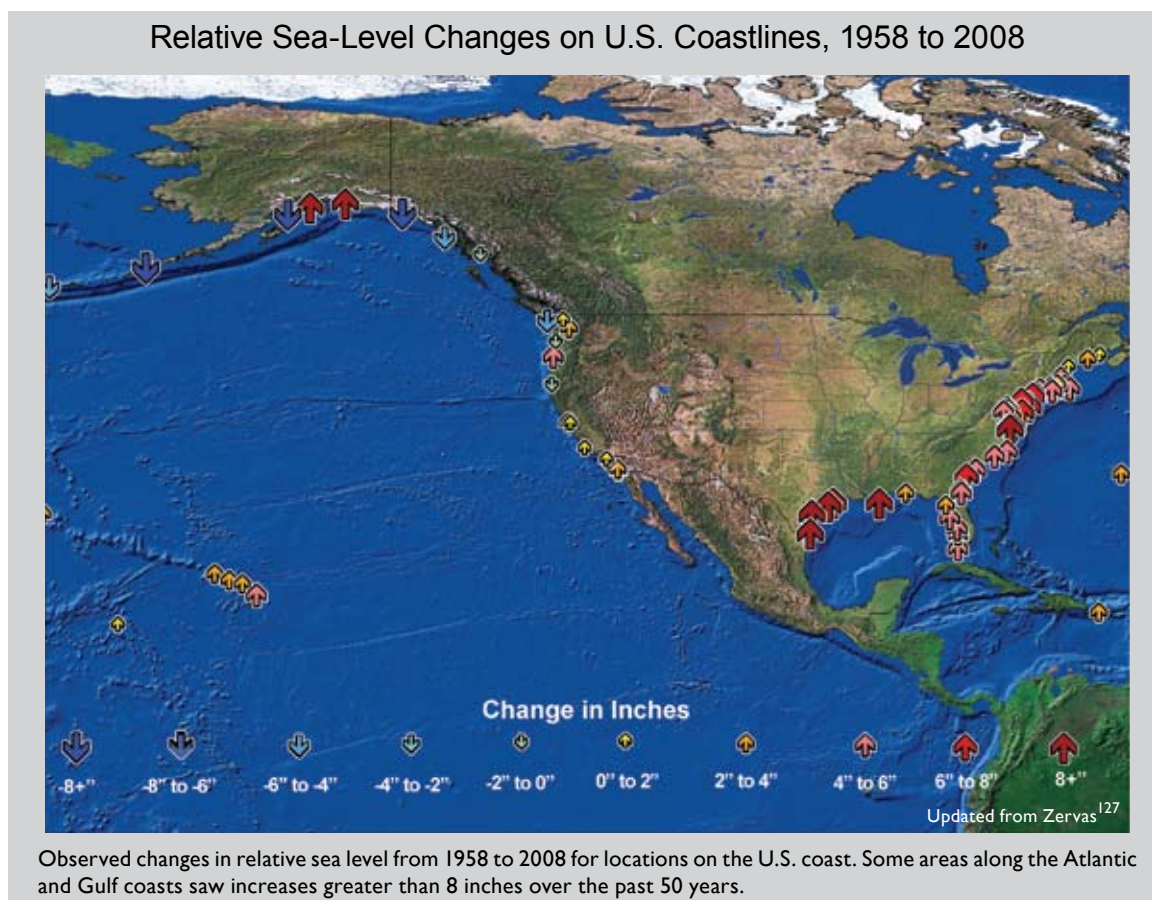 Relative Sea-Level Changes on U.S. Coastlines, 1958 to 2008
Change in Inches
-8+" -8" to -6" -6" to -4" -4" to -2" -2" to 0" 0" to 2" 2" to 4" 4" to 6" 6" to 8" 8+"
Updated from Zervas127
Observed changes in relative sea level from 1958 to 2008 for locations on the U.S. coast. Some areas along the Atlantic
and Gulf coasts saw increases greater than 8 inches over the past 50 years.